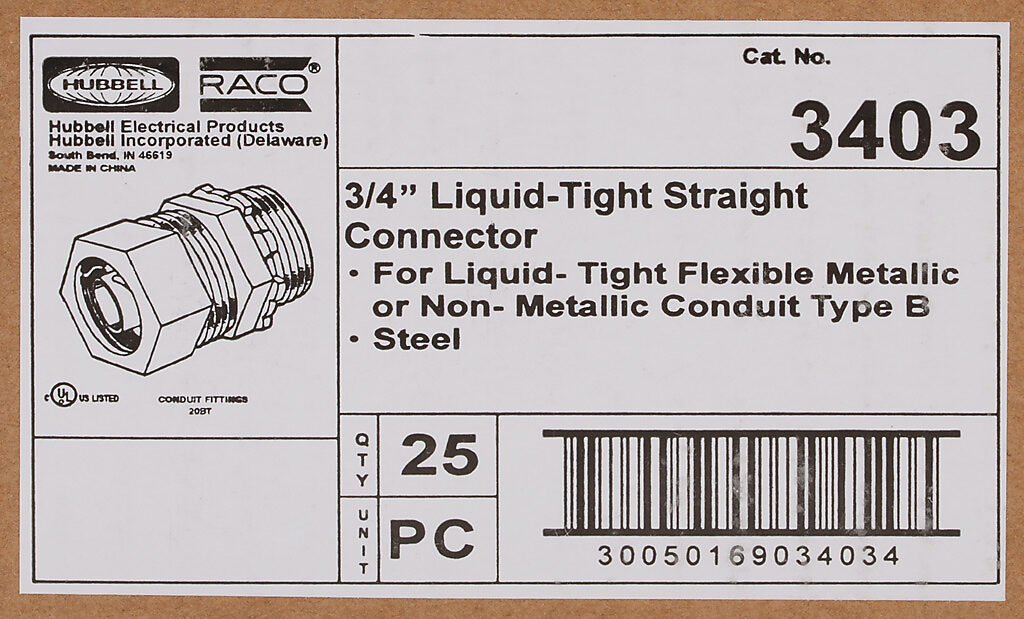 HUBBELL RACO®
Hubbell Electrical Products
Hubbell Incorporated (Delaware)
South Bend, IN 46619
MADE IN CHINA
c UL US LISTED
CONDUIT FITTINGS
20BT
Cat. No.
3403
3/4” Liquid-Tight Straight
Connector
• For Liquid- Tight Flexible Metallic
or Non- Metallic Conduit Type B
• Steel
QTY 25
UNIT PC
30050169034034